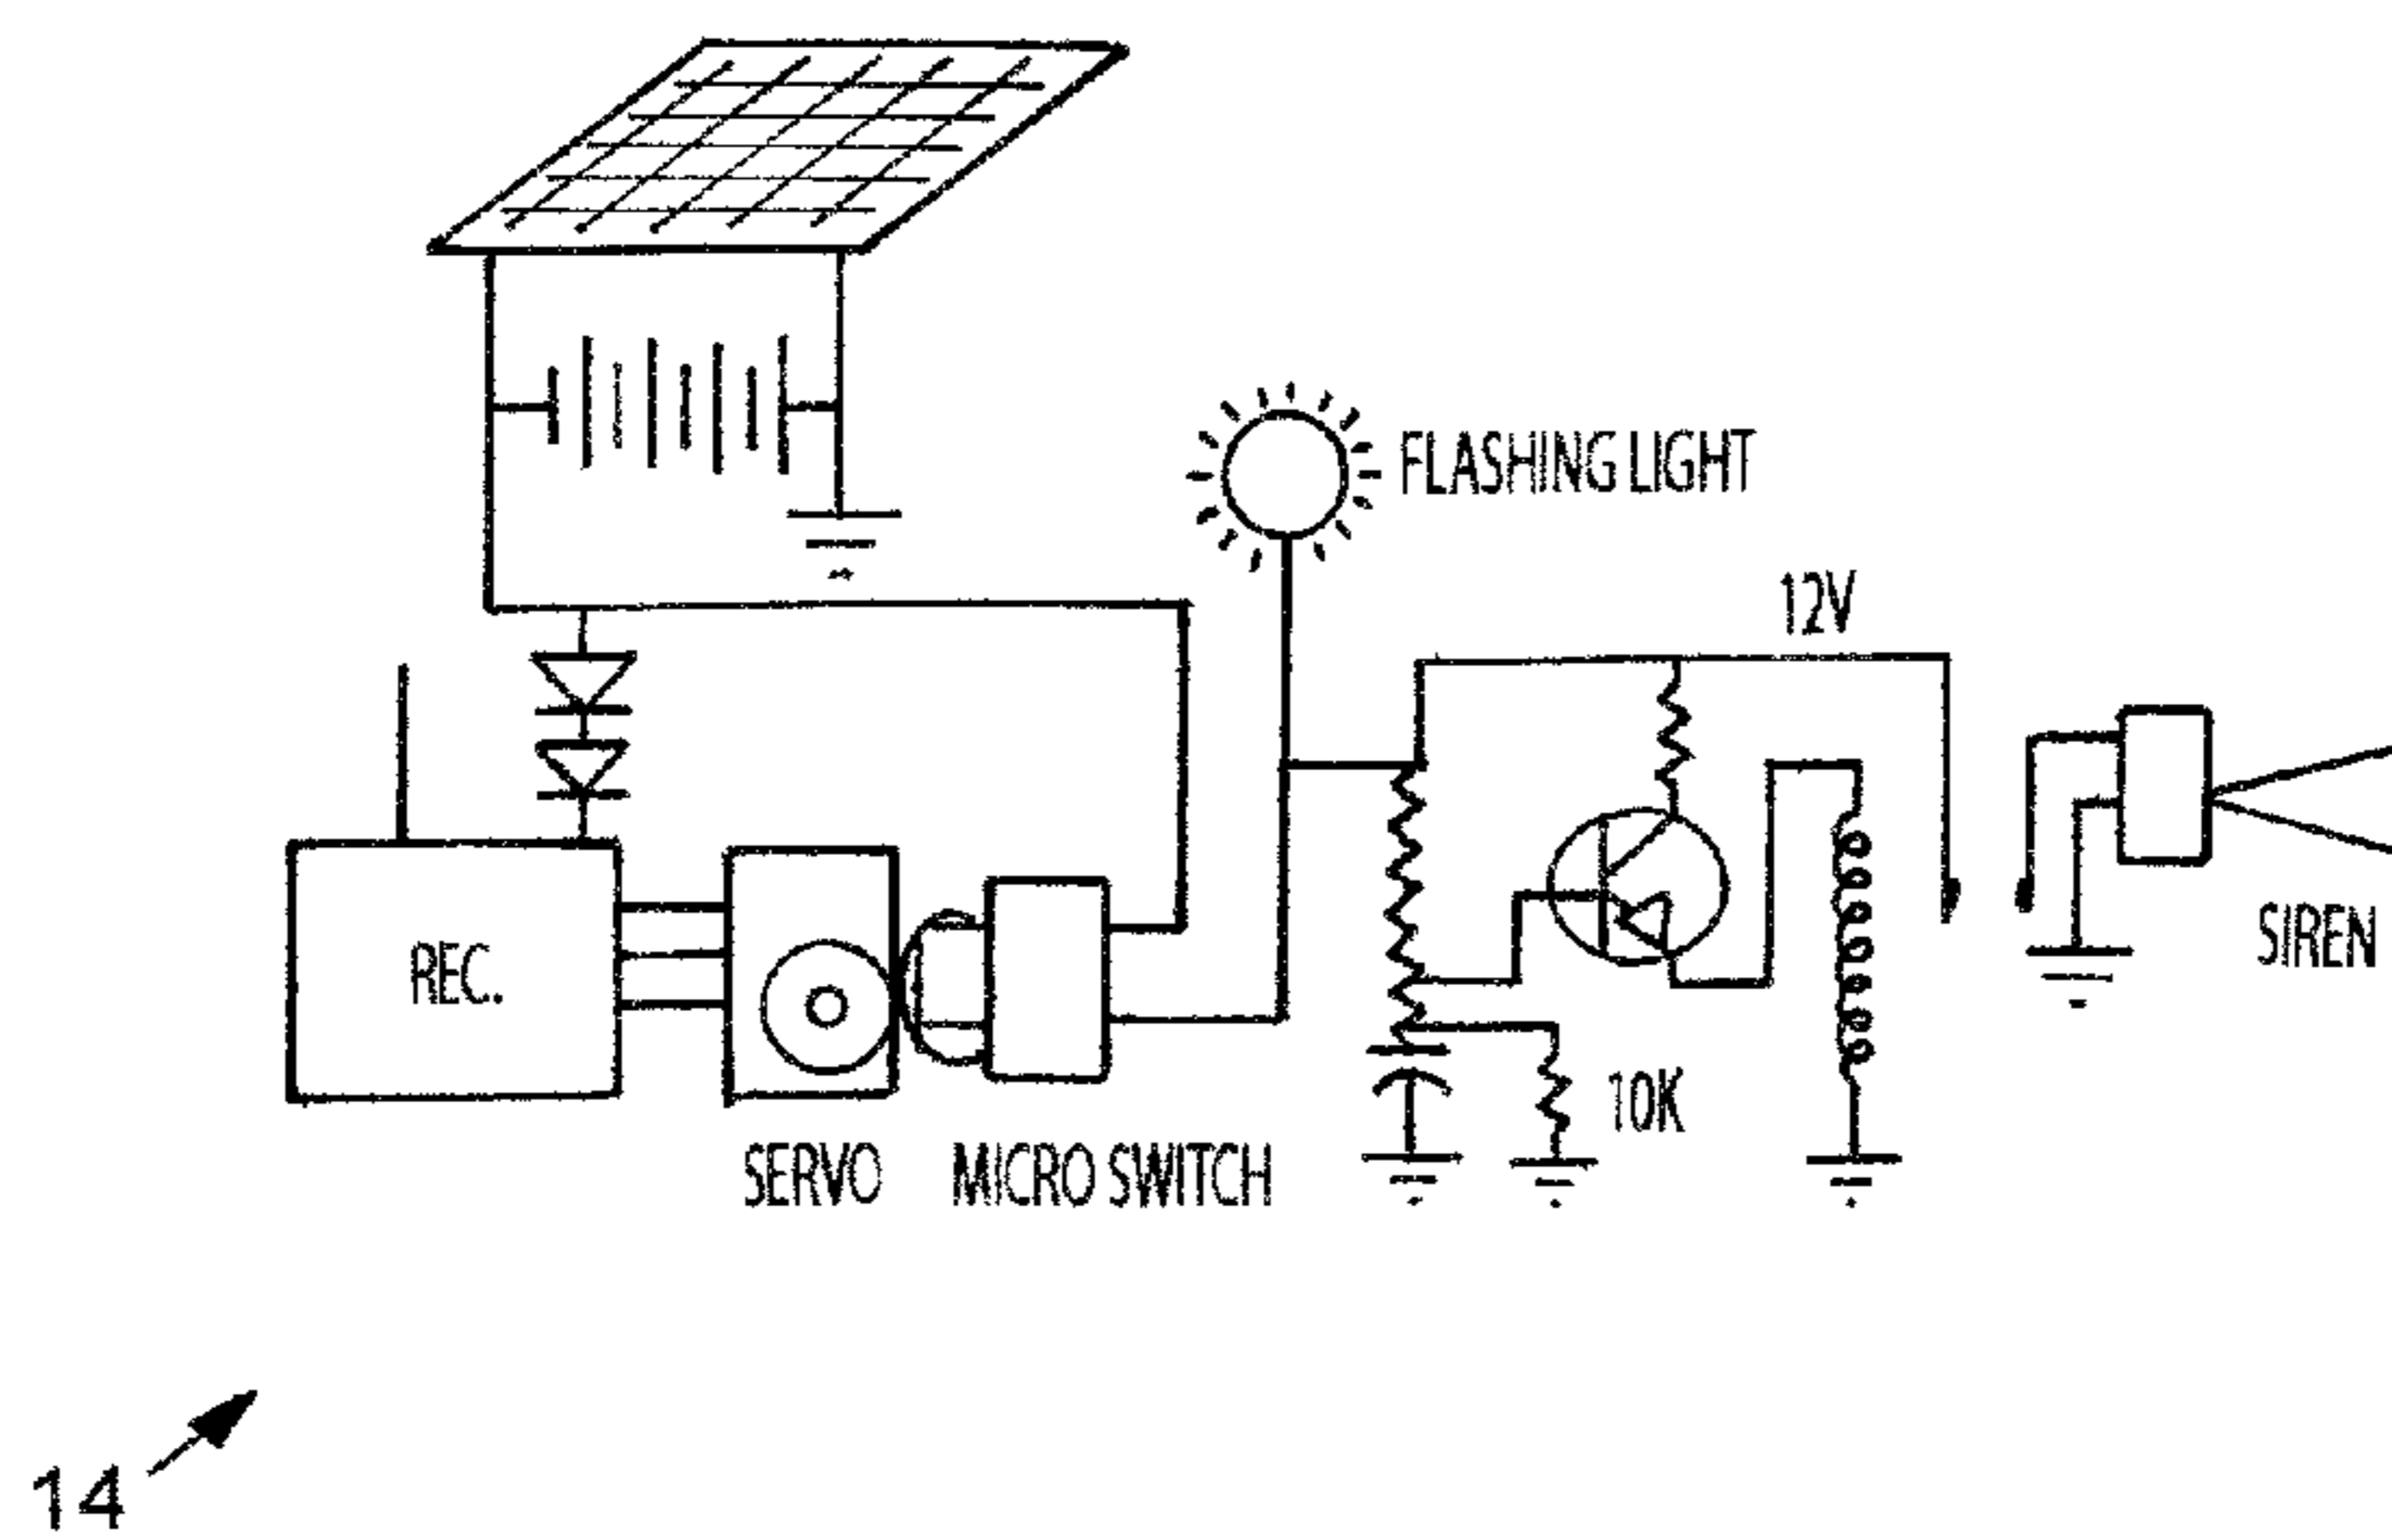 FLASHING LIGHT
12V
REC.
SIREN
10K
SERVO
MICRO SWITCH
14